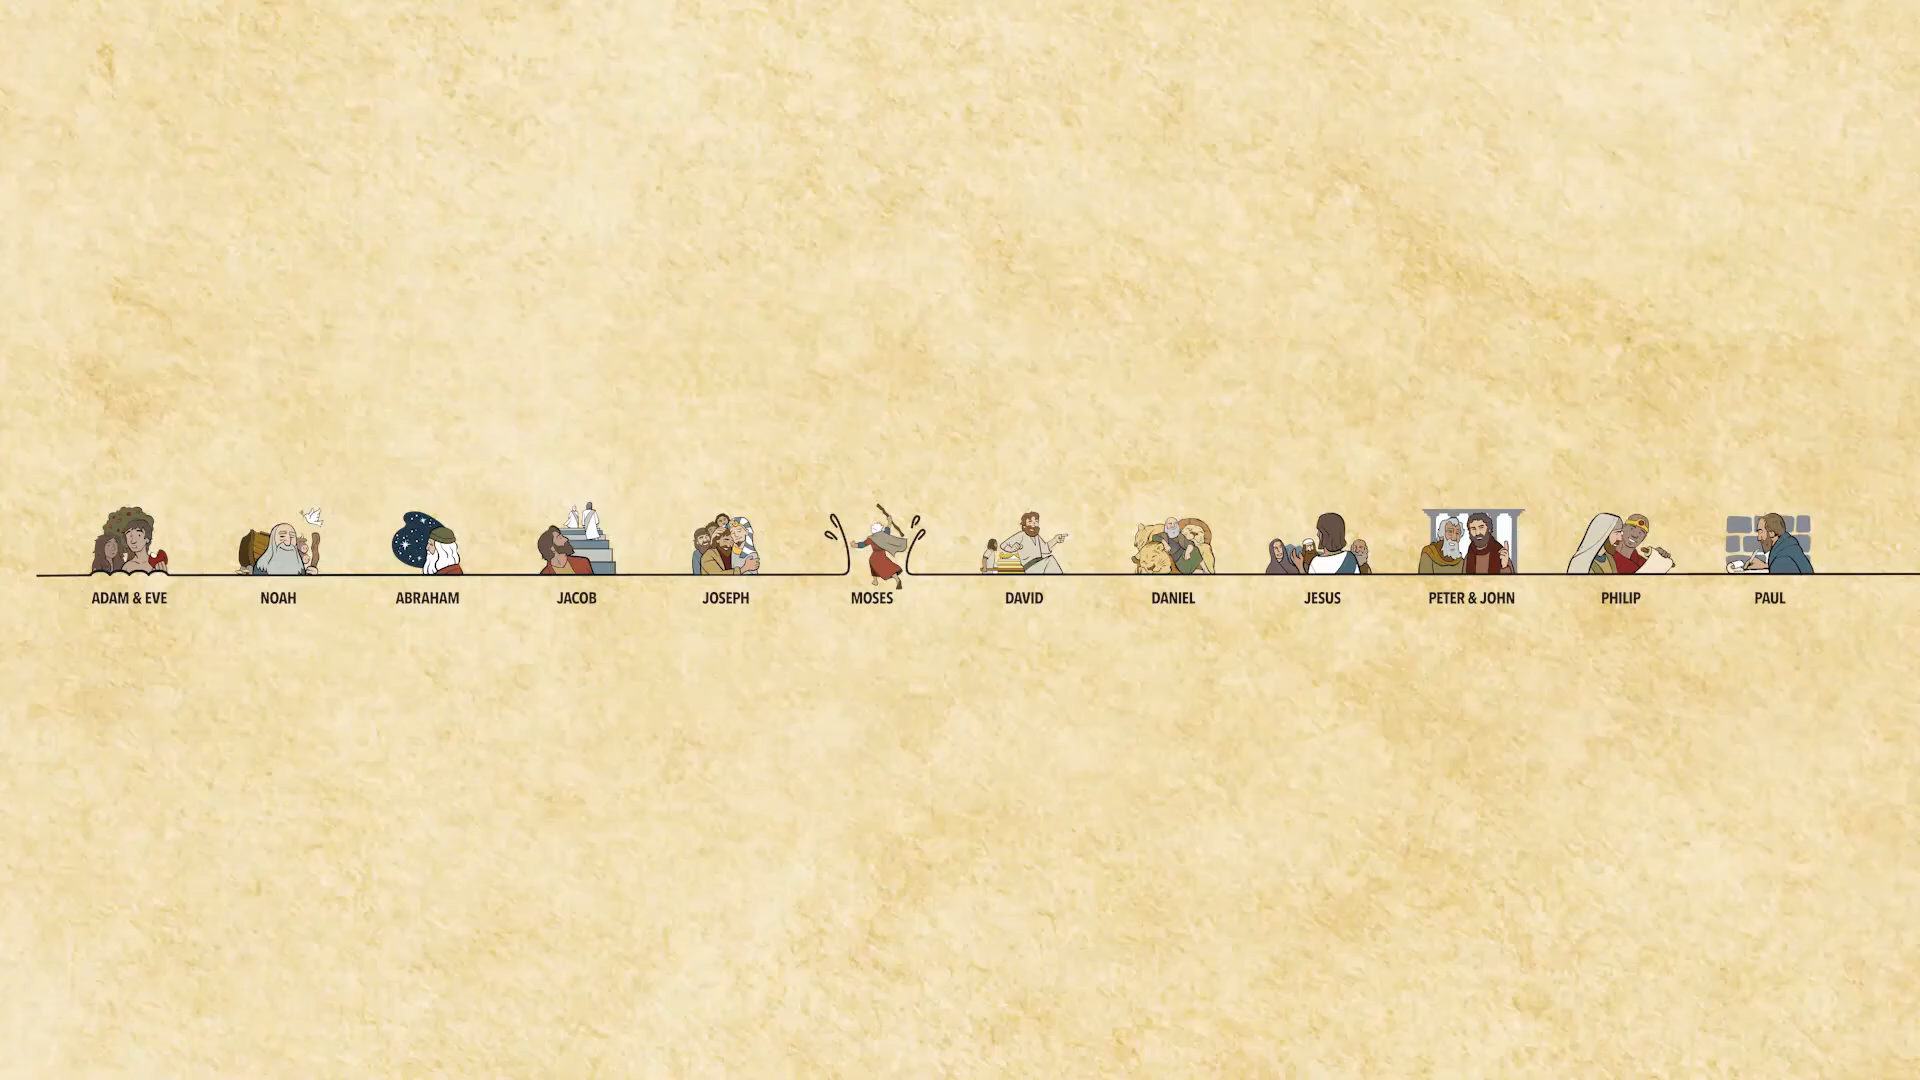 ADAM & EVE
NOAH
ABRAHAM
JACOB
JOSEPH
MOSES
DAVID
DANIEL
JESUS
PETER & JOHN
PHILIP
PAUL